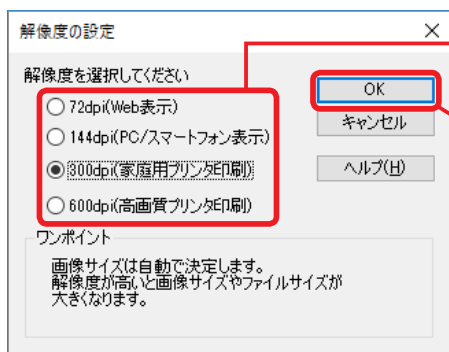 解像度の設定
解像度を選択してください
72dpi(Web表示)
144dpi(PC/スマートフォン表示)
300dpi(家庭用プリンタ印刷)
600dpi(高画質プリンタ印刷)
OK
キャンセル
ヘルプ(H)
ワンポイント
画像サイズは自動で決定します。
解像度が高いと画像サイズやファイルサイズが
大きくなります。